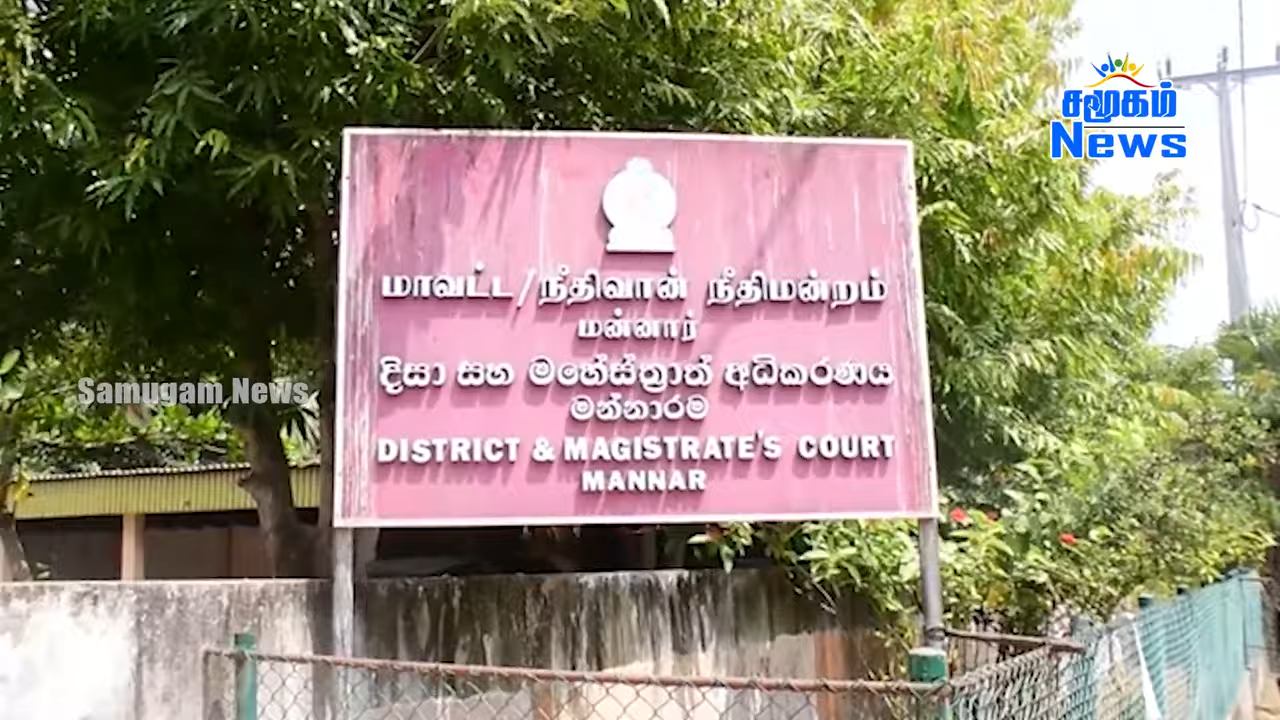 சமூகம்
News
மாவட்ட/நீதிவான் நீதிமன்றம்
மன்னார்
දිසා සහ මහේස්ත්‍රාත් අධිකරණය
මන්නාරම
Samugam News
DISTRICT & MAGISTRATE'S COURT
MANNAR